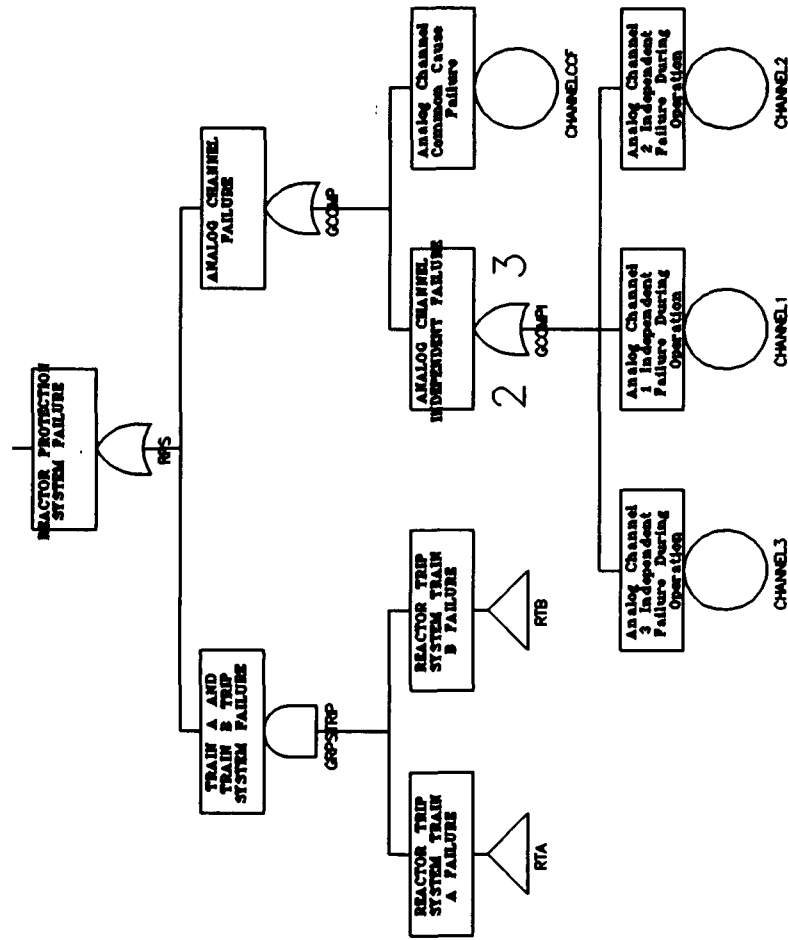 REACTOR PROTECTION
SYSTEM FAILURE
RPS
TRAIN A AND
TRAIN B TRIP
SYSTEM FAILURE
GRPSTRIP
ANALOG CHANNEL
FAILURE
GCOMP
REACTOR TRIP
SYSTEM TRAIN
A FAILURE
RTA
REACTOR TRIP
SYSTEM TRAIN
B FAILURE
RTB
ANALOG CHANNEL
INDEPENDENT FAILURE
2 3
GCOMPI
Analog Channel
Common Cause
Failure
CHANNELCCF
Analog Channel
3 Independent
Failure During
Operation
CHANNEL3
Analog Channel
1 Independent
Failure During
Operation
CHANNEL1
Analog Channel
2 Independent
Failure During
Operation
CHANNEL2